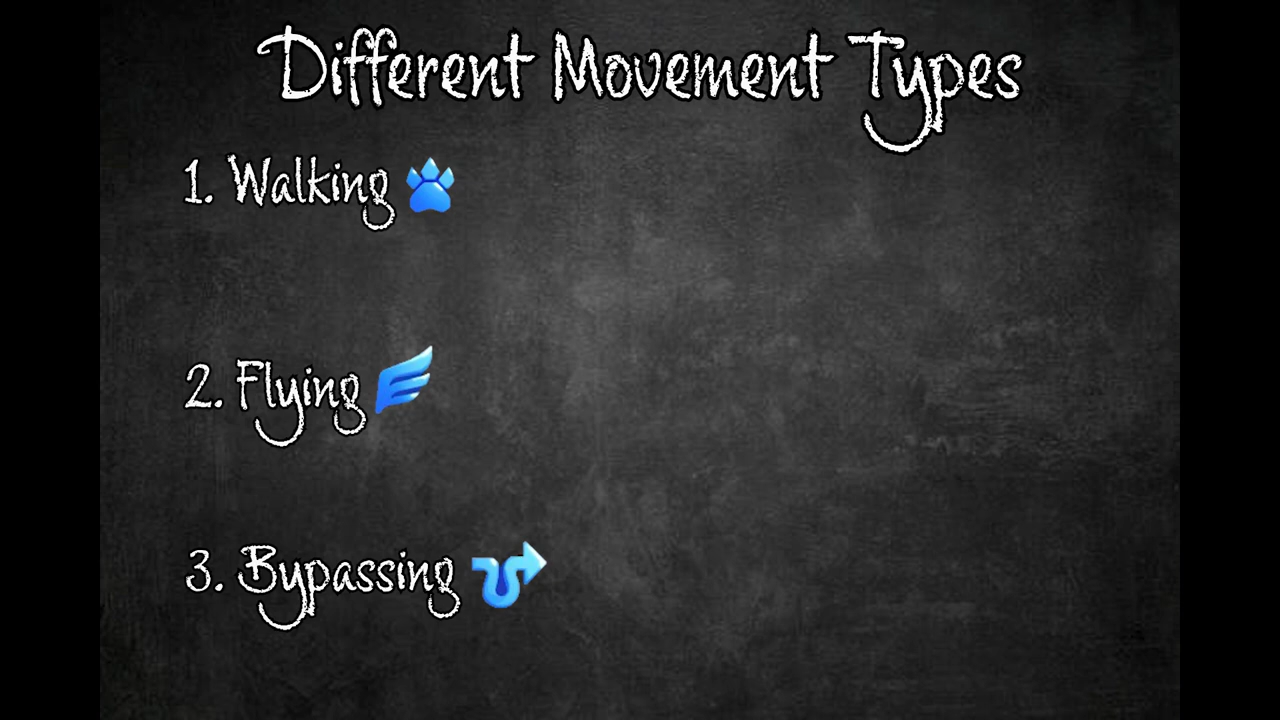 Different Movement Types
1. Walking
2. Flying
3. Bypassing